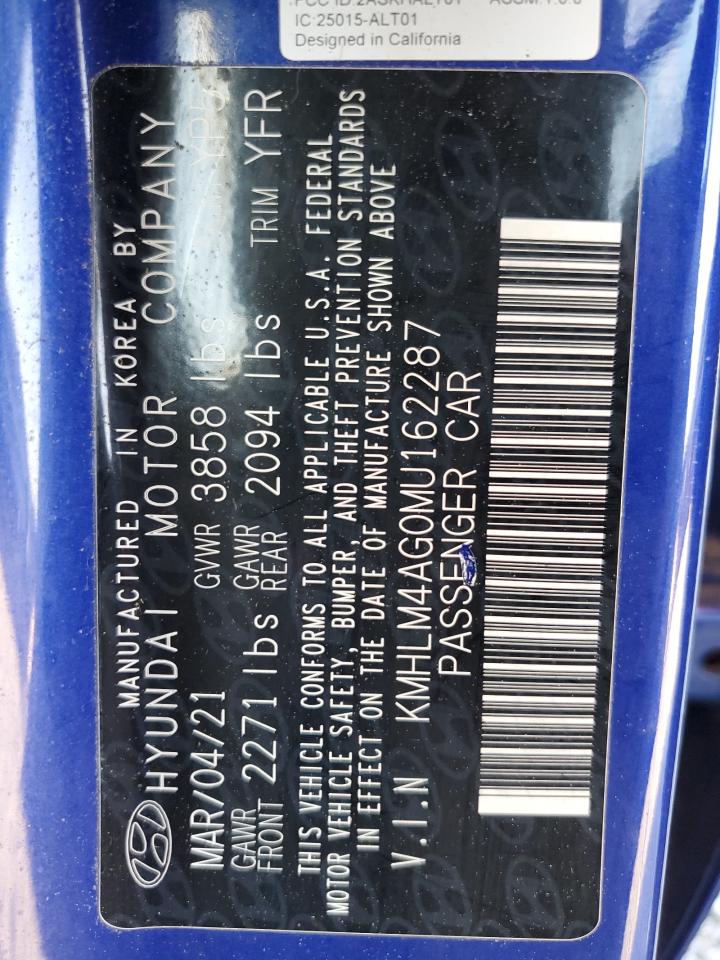 IC:25015-ALT01
Designed in California
MANUFACTURED IN KOREA BY
HYUNDAI MOTOR COMPANY
MAR/04/21 GVWR 3858 lbs YP5
GAWR FRONT 2271 lbs GAWR REAR 2094 lbs TRIM YFR
THIS VEHICLE CONFORMS TO ALL APPLICABLE U.S.A. FEDERAL
MOTOR VEHICLE SAFETY, BUMPER, AND THEFT PREVENTION STANDARDS
IN EFFECT ON THE DATE OF MANUFACTURE SHOWN ABOVE
V.I.N KMHLM4AG0MU162287
PASSENGER CAR